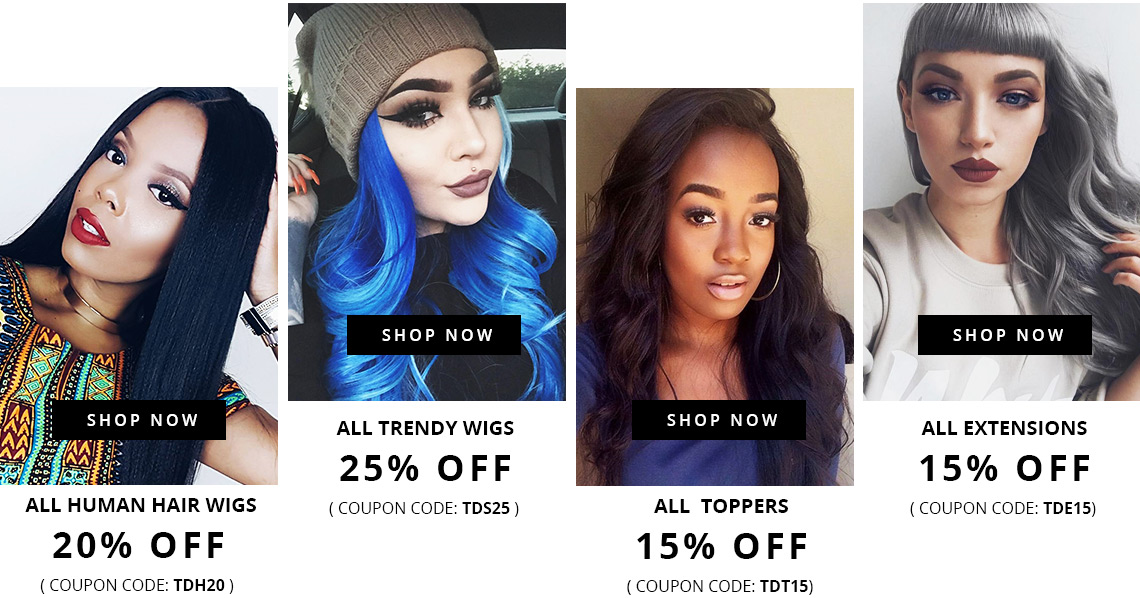 SHOP NOW
ALL HUMAN HAIR WIGS
20% OFF
( COUPON CODE: TDH20 )
SHOP NOW
ALL TRENDY WIGS
25% OFF
( COUPON CODE: TDS25 )
SHOP NOW
ALL TOPPERS
15% OFF
( COUPON CODE: TDT15)
SHOP NOW
ALL EXTENSIONS
15% OFF
( COUPON CODE: TDE15)